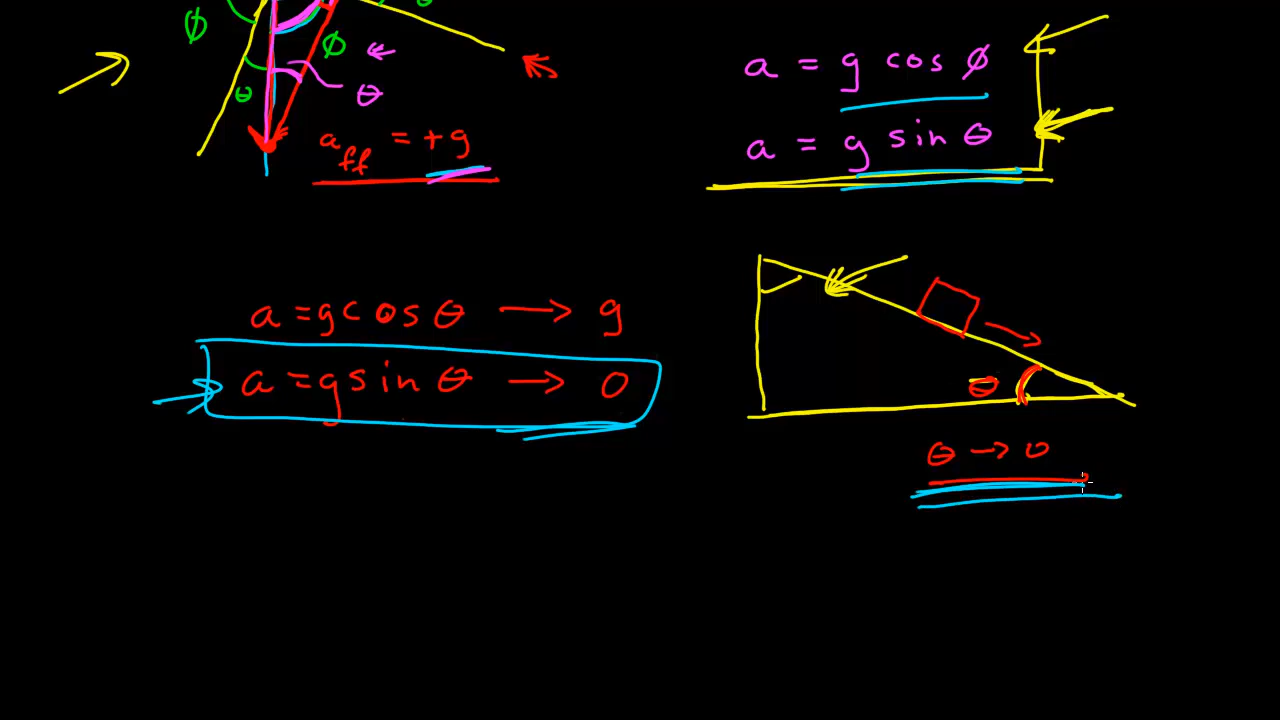 ϕ
θ
ϕ
θ
a_ff = +g
a = g cos ϕ
a = g sin θ
a = g cos θ → g
a = g sin θ → 0
θ
θ → 0